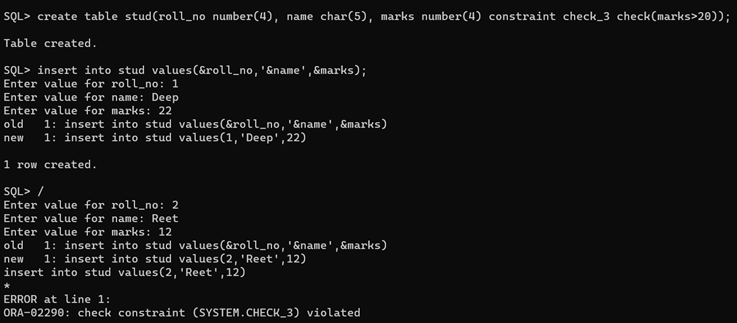 SQL> create table stud(roll_no number(4), name char(5), marks number(4) constraint check_3 check(marks>20));
Table created.
SQL> insert into stud values(&roll_no,'&name',&marks);
Enter value for roll_no: 1
Enter value for name: Deep
Enter value for marks: 22
old   1: insert into stud values(&roll_no,'&name',&marks)
new   1: insert into stud values(1,'Deep',22)
1 row created.
SQL> /
Enter value for roll_no: 2
Enter value for name: Reet
Enter value for marks: 12
old   1: insert into stud values(&roll_no,'&name',&marks)
new   1: insert into stud values(2,'Reet',12)
insert into stud values(2,'Reet',12)
*
ERROR at line 1:
ORA-02290: check constraint (SYSTEM.CHECK_3) violated